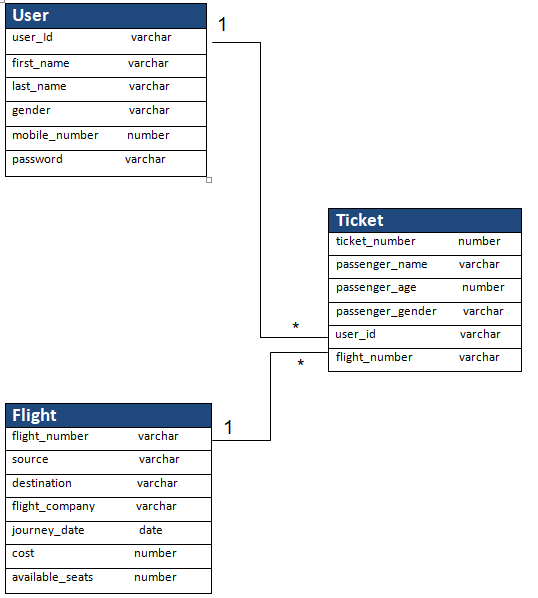 User
1
user_id varchar
first_name varchar
last_name varchar
gender varchar
mobile_number number
password varchar
Ticket
ticket_number number
passenger_name varchar
passenger_age number
passenger_gender varchar
*
user_id varchar
*
flight_number varchar
Flight
1
flight_number varchar
source varchar
destination varchar
flight_company varchar
journey_date date
cost number
available_seats number